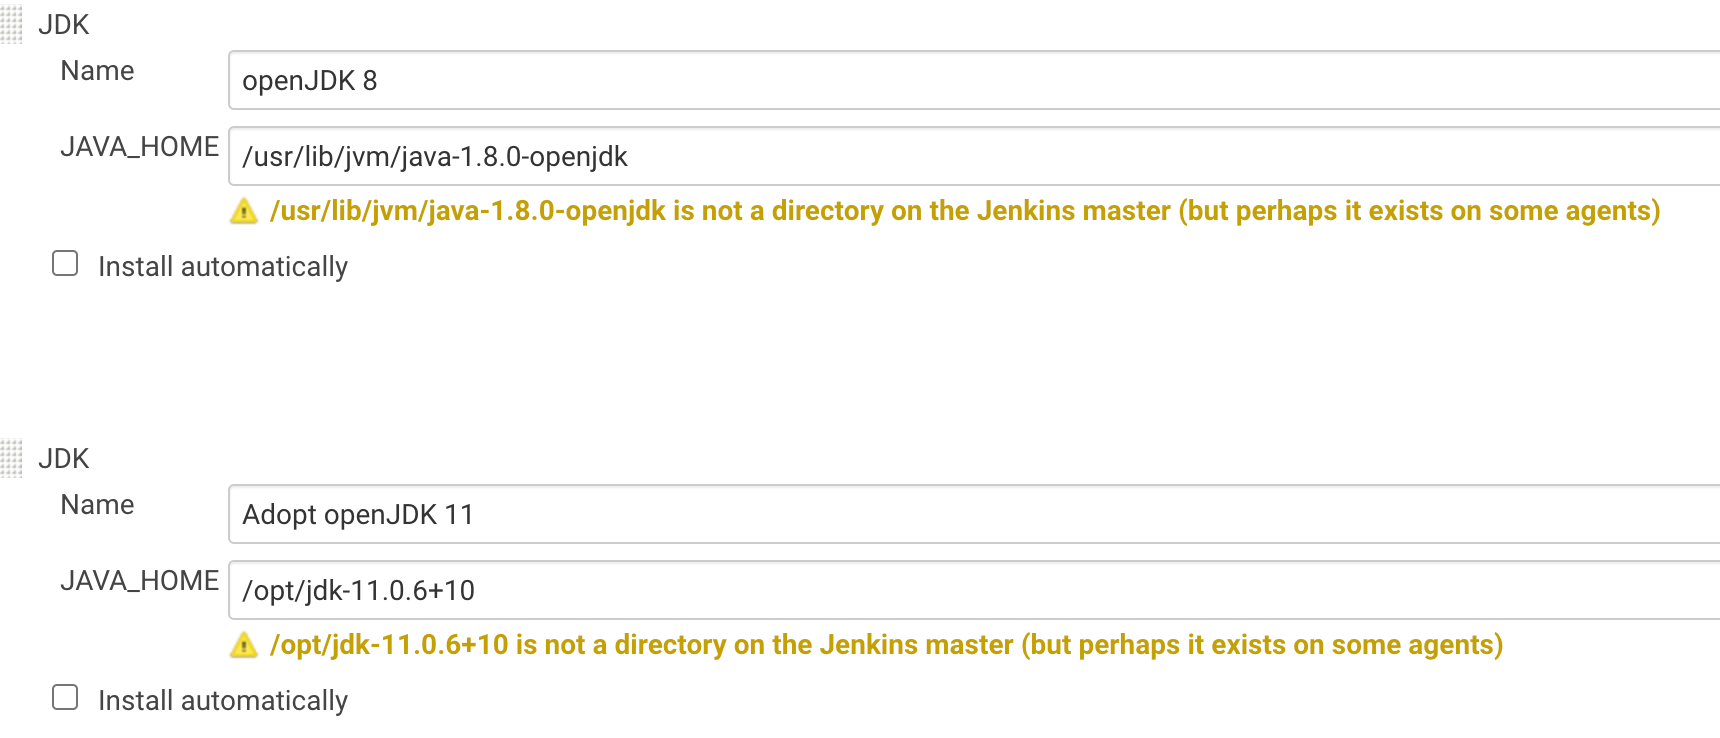 JDK
Name
openJDK 8
JAVA_HOME
/usr/lib/jvm/java-1.8.0-openjdk
/usr/lib/jvm/java-1.8.0-openjdk is not a directory on the Jenkins master (but perhaps it exists on some agents)
Install automatically
JDK
Name
Adopt openJDK 11
JAVA_HOME
/opt/jdk-11.0.6+10
/opt/jdk-11.0.6+10 is not a directory on the Jenkins master (but perhaps it exists on some agents)
Install automatically